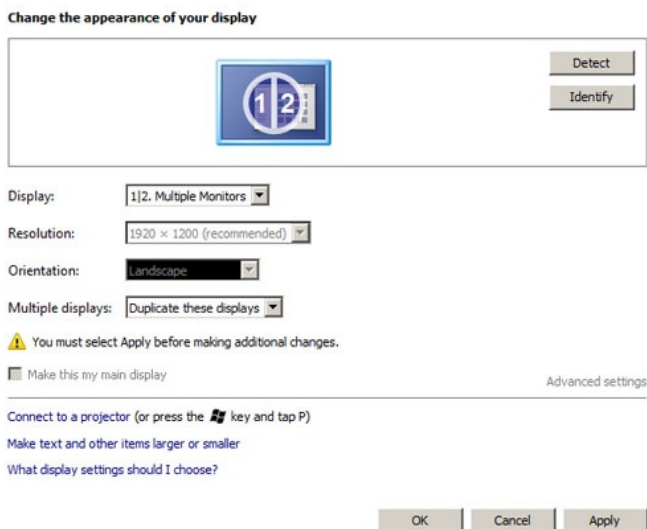 Change the appearance of your display
Detect
1|2
Identify
Display: 1|2. Multiple Monitors
Resolution: 1920 × 1200 (recommended)
Orientation: Landscape
Multiple displays: Duplicate these displays
You must select Apply before making additional changes.
Make this my main display
Advanced settings
Connect to a projector (or press the key and tap P)
Make text and other items larger or smaller
What display settings should I choose?
OK Cancel Apply